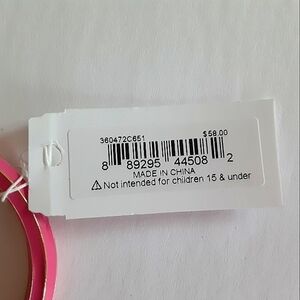 360472C651 $58.00
8 89295 44508 2
MADE IN CHINA
⚠ Not intended for children 15 & under